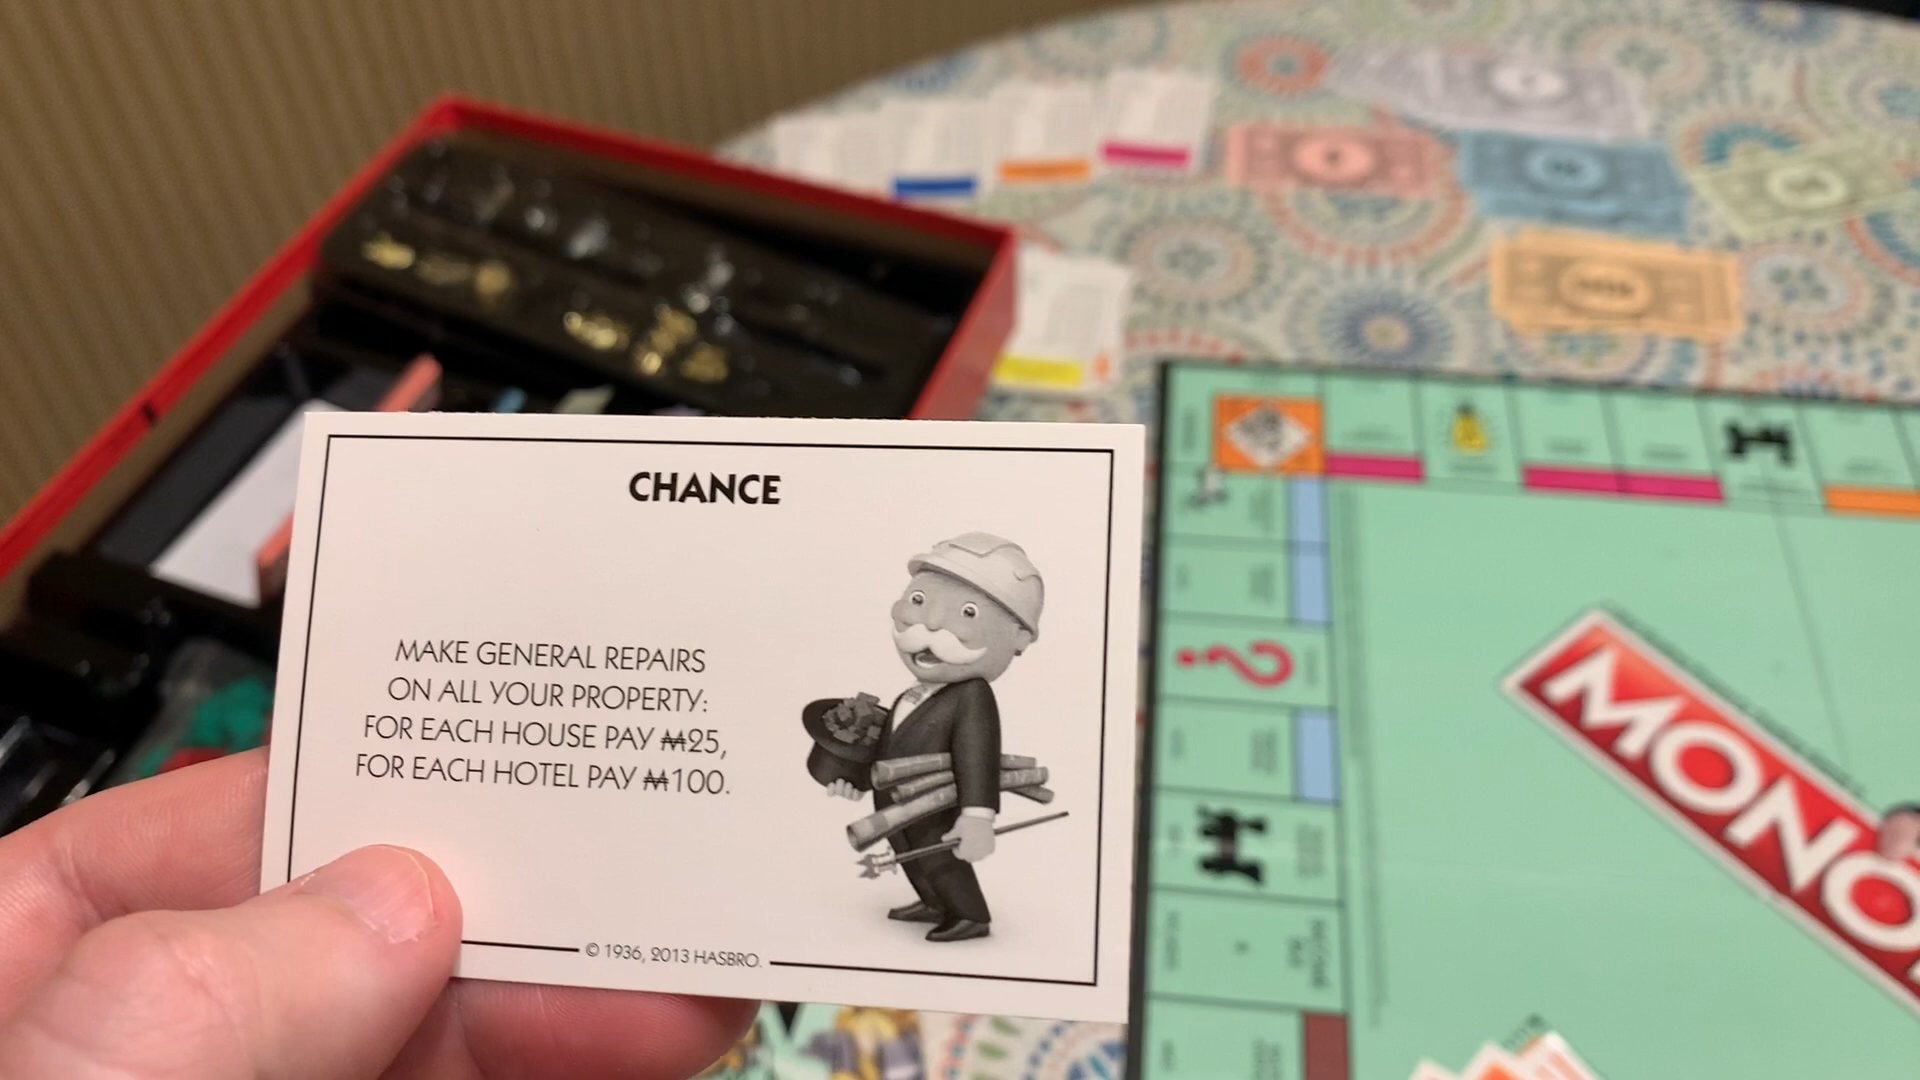 CHANCE
MAKE GENERAL REPAIRS
ON ALL YOUR PROPERTY:
FOR EACH HOUSE PAY ₩25,
FOR EACH HOTEL PAY ₩100.
© 1936, 2013 HASBRO.
MONO